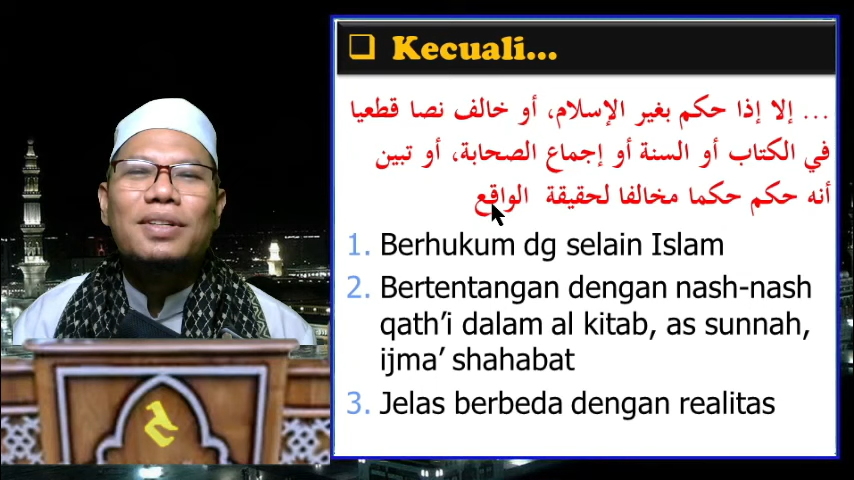 Kecuali...
... إلا إذا حكم بغير الإسلام، أو خالف نصا قطعيا
في الكتاب أو السنة أو إجماع الصحابة، أو تبين
أنه حكم حكما مخالفا لحقيقة الواقع
1. Berhukum dg selain Islam
2. Bertentangan dengan nash-nash
qath'i dalam al kitab, as sunnah,
ijma' shahabat
3. Jelas berbeda dengan realitas